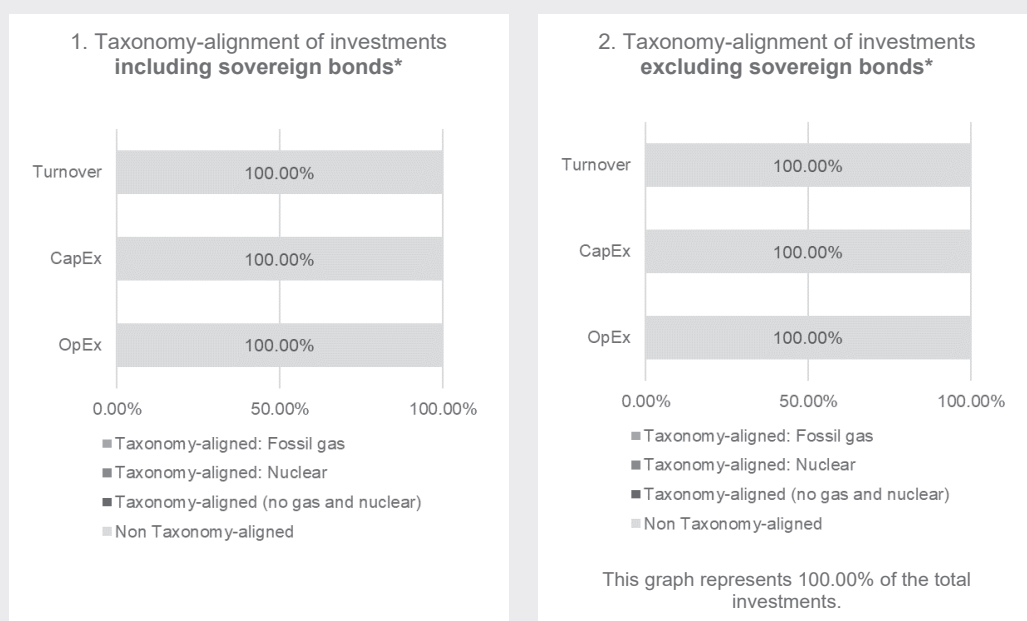 1. Taxonomy-alignment of investments
including sovereign bonds*
Turnover
100.00%
CapEx
100.00%
OpEx
100.00%
0.00%
50.00%
100.00%
Taxonomy-aligned: Fossil gas
Taxonomy-aligned: Nuclear
Taxonomy-aligned (no gas and nuclear)
Non Taxonomy-aligned
2. Taxonomy-alignment of investments
excluding sovereign bonds*
Turnover
100.00%
CapEx
100.00%
OpEx
100.00%
0.00%
50.00%
100.00%
Taxonomy-aligned: Fossil gas
Taxonomy-aligned: Nuclear
Taxonomy-aligned (no gas and nuclear)
Non Taxonomy-aligned
This graph represents 100.00% of the total
investments.